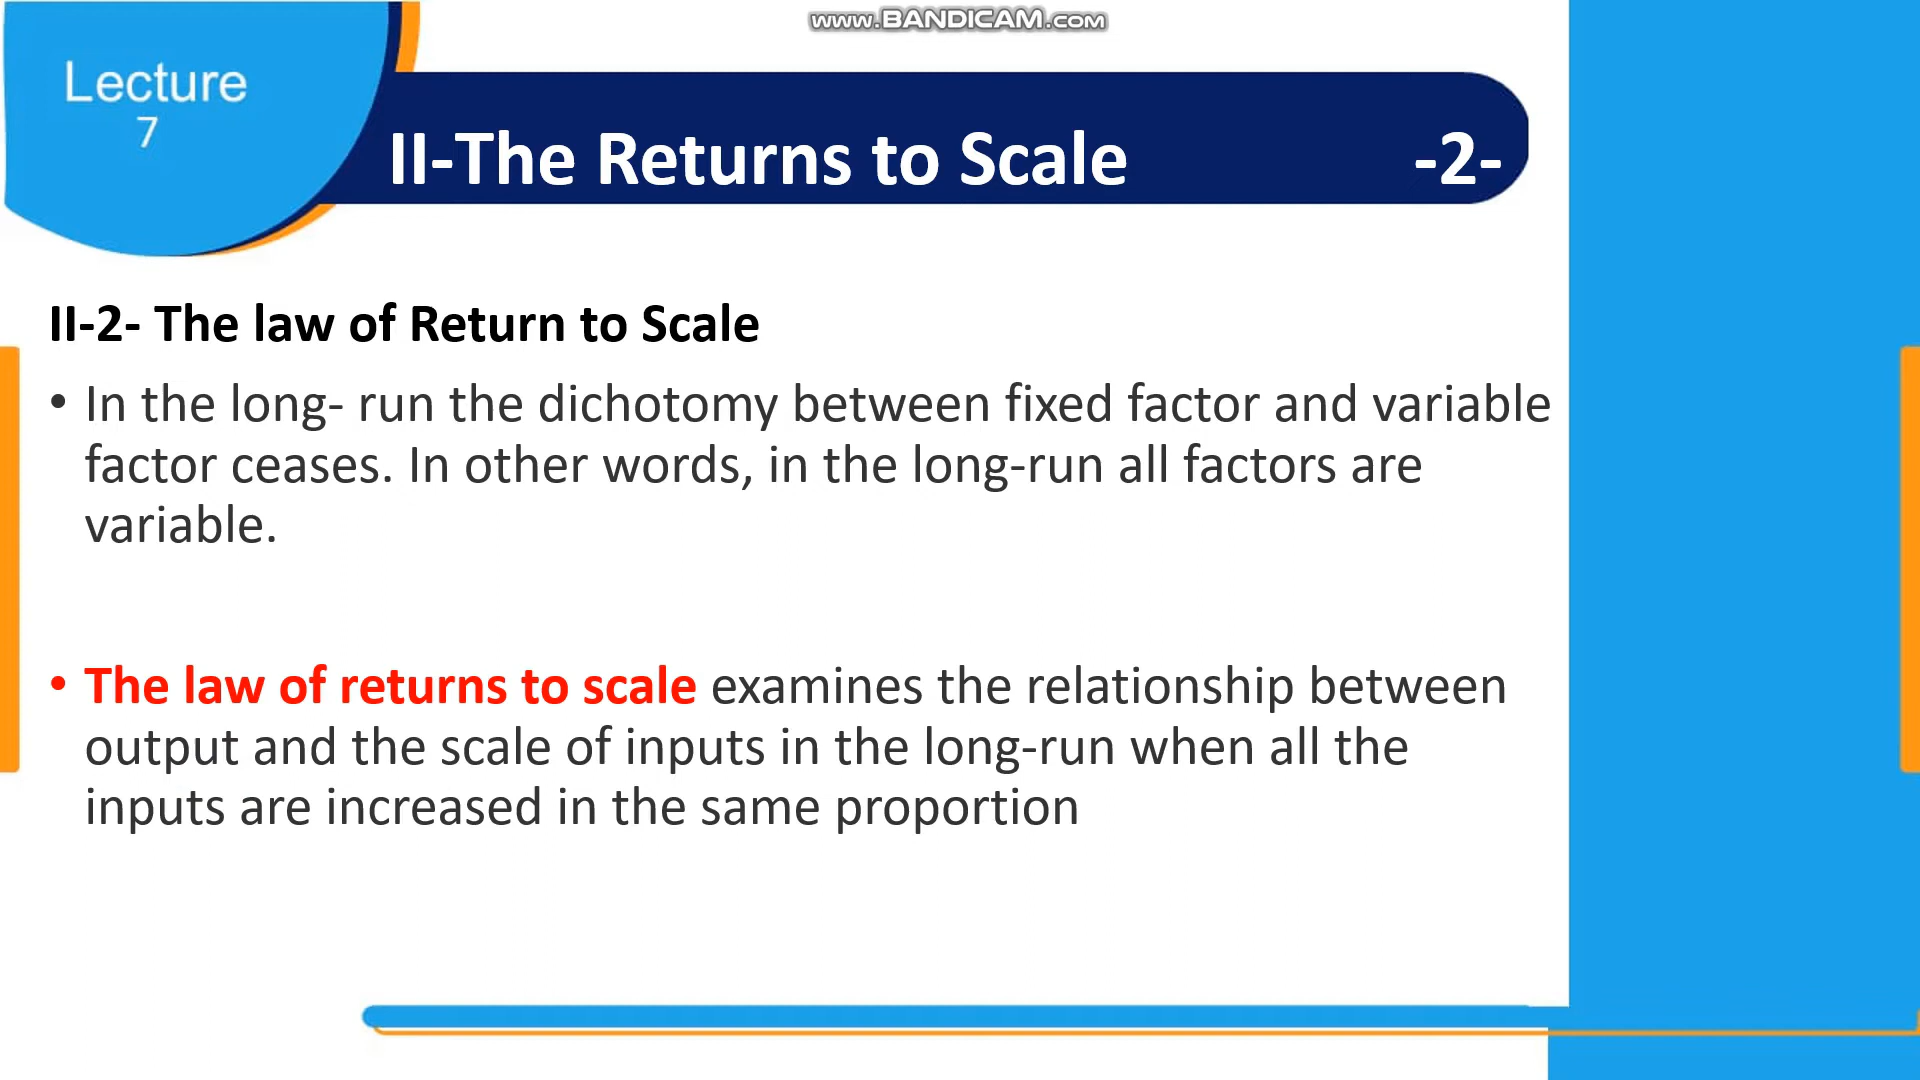 www.BANDICAM.com
Lecture
7
II-The Returns to Scale -2-
II-2- The law of Return to Scale
• In the long- run the dichotomy between fixed factor and variable
factor ceases. In other words, in the long-run all factors are
variable.
• The law of returns to scale examines the relationship between
output and the scale of inputs in the long-run when all the
inputs are increased in the same proportion